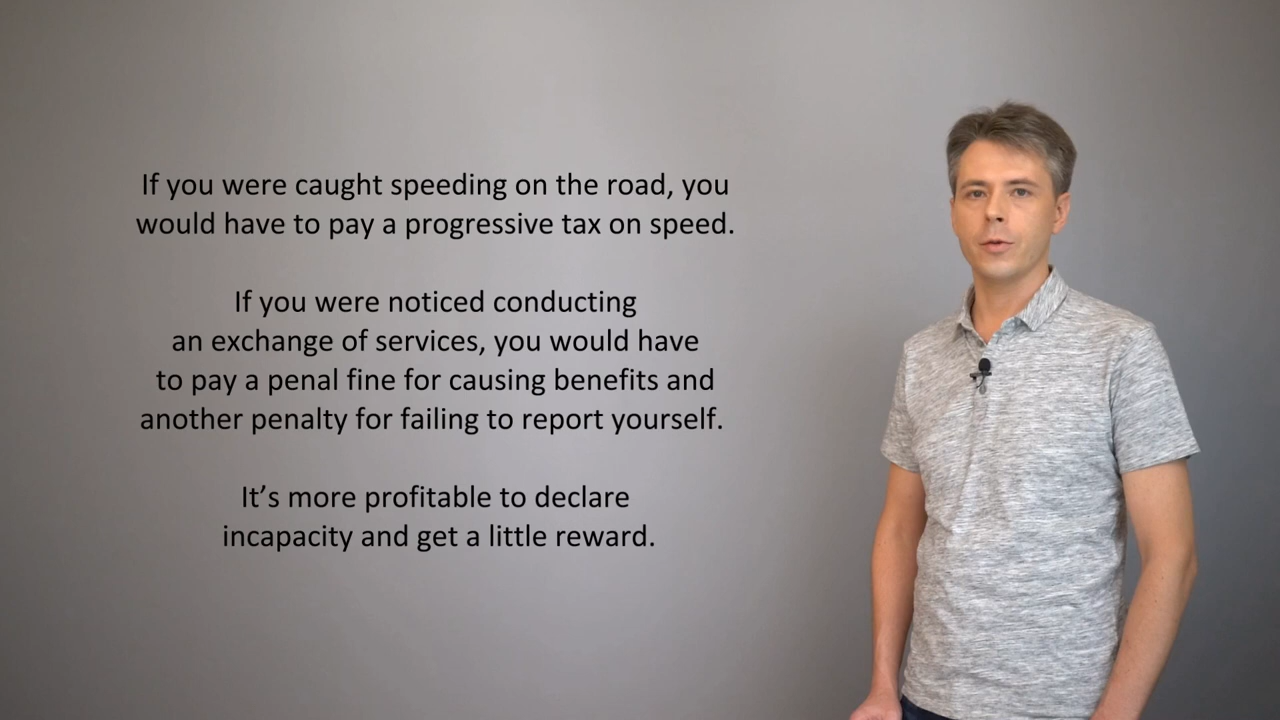 If you were caught speeding on the road, you
would have to pay a progressive tax on speed.
If you were noticed conducting
an exchange of services, you would have
to pay a penal fine for causing benefits and
another penalty for failing to report yourself.
It’s more profitable to declare
incapacity and get a little reward.